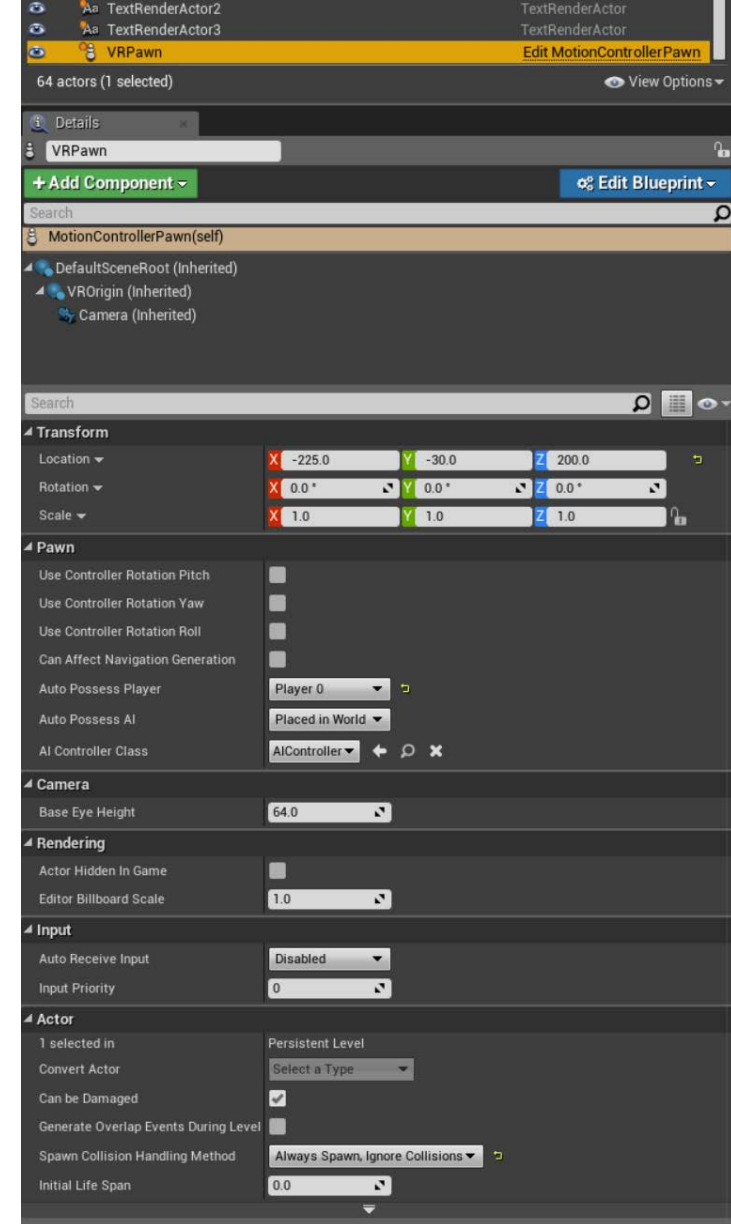 TextRenderActor2 TextRenderActor
TextRenderActor3 TextRenderActor
VRPawn Edit MotionControllerPawn
64 actors (1 selected) View Options
Details
VRPawn
+ Add Component Edit Blueprint
Search
MotionControllerPawn(self)
DefaultSceneRoot (Inherited)
VROrigin (Inherited)
Camera (Inherited)
Search
Transform
Location X -225.0 Y -30.0 Z 200.0
Rotation X 0.0 ° Y 0.0 ° Z 0.0 °
Scale X 1.0 Y 1.0 Z 1.0
Pawn
Use Controller Rotation Pitch
Use Controller Rotation Yaw
Use Controller Rotation Roll
Can Affect Navigation Generation
Auto Possess Player Player 0
Auto Possess AI Placed in World
AI Controller Class AIController
Camera
Base Eye Height 64.0
Rendering
Actor Hidden In Game
Editor Billboard Scale 1.0
Input
Auto Receive Input Disabled
Input Priority 0
Actor
1 selected in Persistent Level
Convert Actor Select a Type
Can be Damaged
Generate Overlap Events During Level
Spawn Collision Handling Method Always Spawn, Ignore Collisions
Initial Life Span 0.0